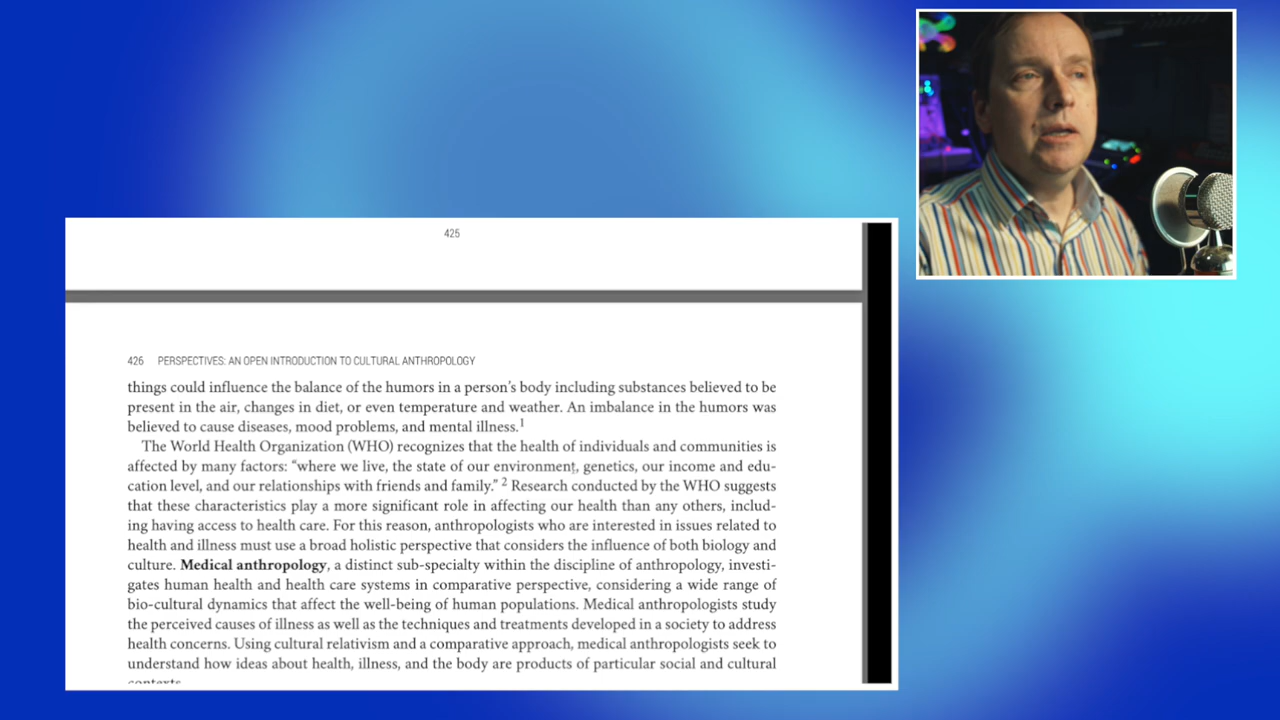 425
426 PERSPECTIVES: AN OPEN INTRODUCTION TO CULTURAL ANTHROPOLOGY
things could influence the balance of the humors in a person's body including substances believed to be
present in the air, changes in diet, or even temperature and weather. An imbalance in the humors was
believed to cause diseases, mood problems, and mental illness.1
The World Health Organization (WHO) recognizes that the health of individuals and communities is
affected by many factors: “where we live, the state of our environment, genetics, our income and edu-
cation level, and our relationships with friends and family.” 2 Research conducted by the WHO suggests
that these characteristics play a more significant role in affecting our health than any others, includ-
ing having access to health care. For this reason, anthropologists who are interested in issues related to
health and illness must use a broad holistic perspective that considers the influence of both biology and
culture. Medical anthropology, a distinct sub-specialty within the discipline of anthropology, investi-
gates human health and health care systems in comparative perspective, considering a wide range of
bio-cultural dynamics that affect the well-being of human populations. Medical anthropologists study
the perceived causes of illness as well as the techniques and treatments developed in a society to address
health concerns. Using cultural relativism and a comparative approach, medical anthropologists seek to
understand how ideas about health, illness, and the body are products of particular social and cultural